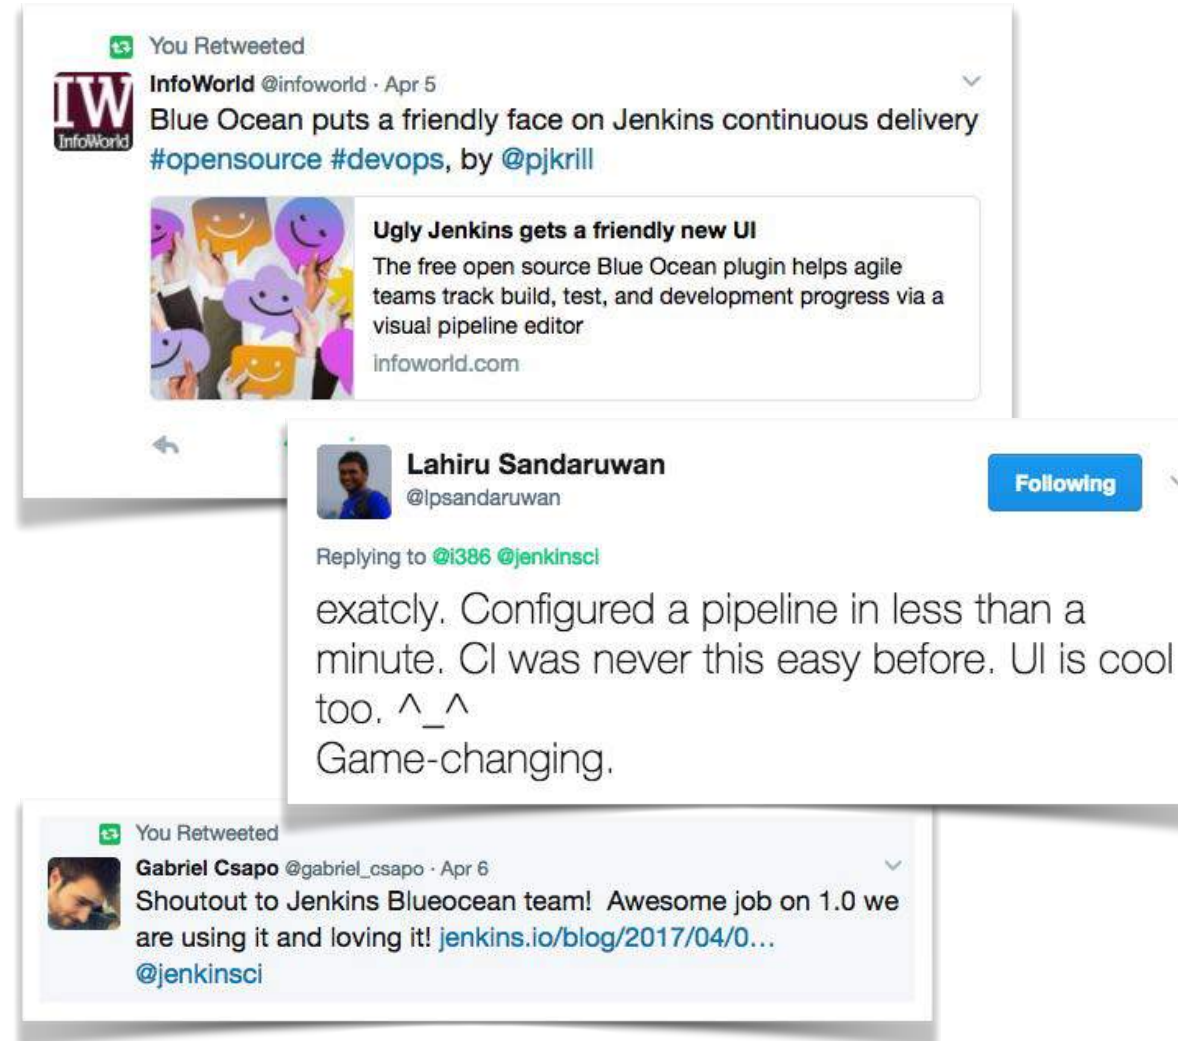 You Retweeted
InfoWorld @infoworld · Apr 5
IW
InfoWorld
Blue Ocean puts a friendly face on Jenkins continuous delivery
#opensource #devops, by @pjkrill
Ugly Jenkins gets a friendly new UI
The free open source Blue Ocean plugin helps agile
teams track build, test, and development progress via a
visual pipeline editor
infoworld.com
Lahiru Sandaruwan
@lpsandaruwan
Following
Replying to @i386 @jenkinsci
exatcly. Configured a pipeline in less than a
minute. CI was never this easy before. UI is cool
too. ^_^
Game-changing.
You Retweeted
Gabriel Csapo @gabriel_csapo · Apr 6
Shoutout to Jenkins Blueocean team!  Awesome job on 1.0 we
are using it and loving it! jenkins.io/blog/2017/04/0...
@jenkinsci